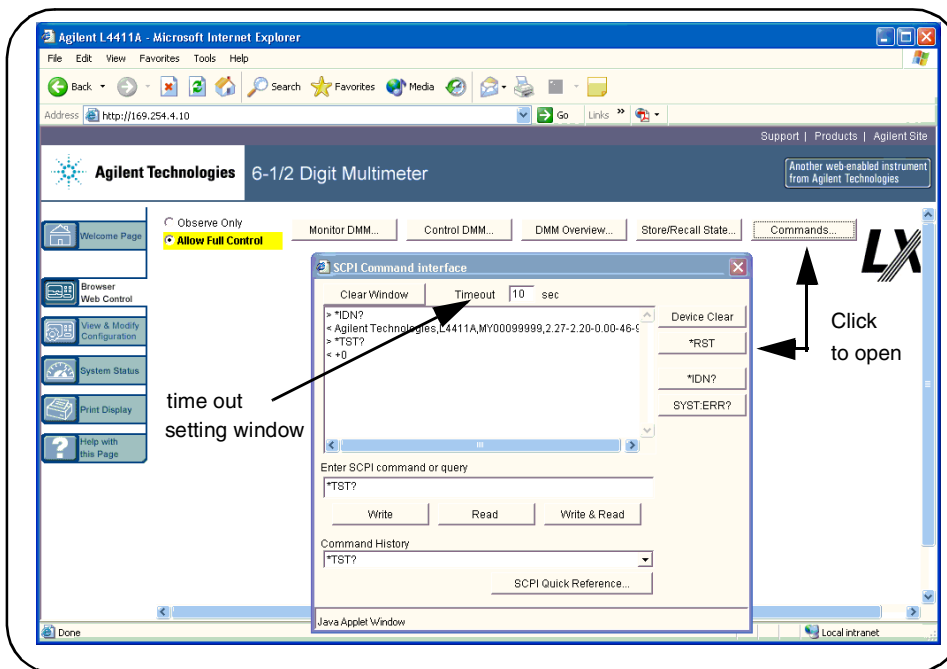 Agilent L4411A - Microsoft Internet Explorer
File Edit View Favorites Tools Help
Back Search Favorites Media
Address http://169.254.4.10 Go Links »
Support | Products | Agilent Site
Agilent Technologies 6-1/2 Digit Multimeter
Another web-enabled instrument
from Agilent Technologies
Welcome Page
Observe Only
Allow Full Control
Monitor DMM... Control DMM... DMM Overview... Store/Recall State... Commands...
LX
Browser
Web Control
View & Modify
Configuration
System Status
Print Display
Help with
this Page
SCPI Command interface
Clear Window Timeout 10 sec
> *IDN?
< Agilent Technologies,L4411A,MY00099999,2.27-2.20-0.00-46-
> *TST?
< +0
Device Clear
*RST
*IDN?
SYST:ERR?
Click
to open
time out
setting window
Enter SCPI command or query
*TST?
Write Read Write & Read
Command History
*TST?
SCPI Quick Reference...
Java Applet Window
Done Local intranet